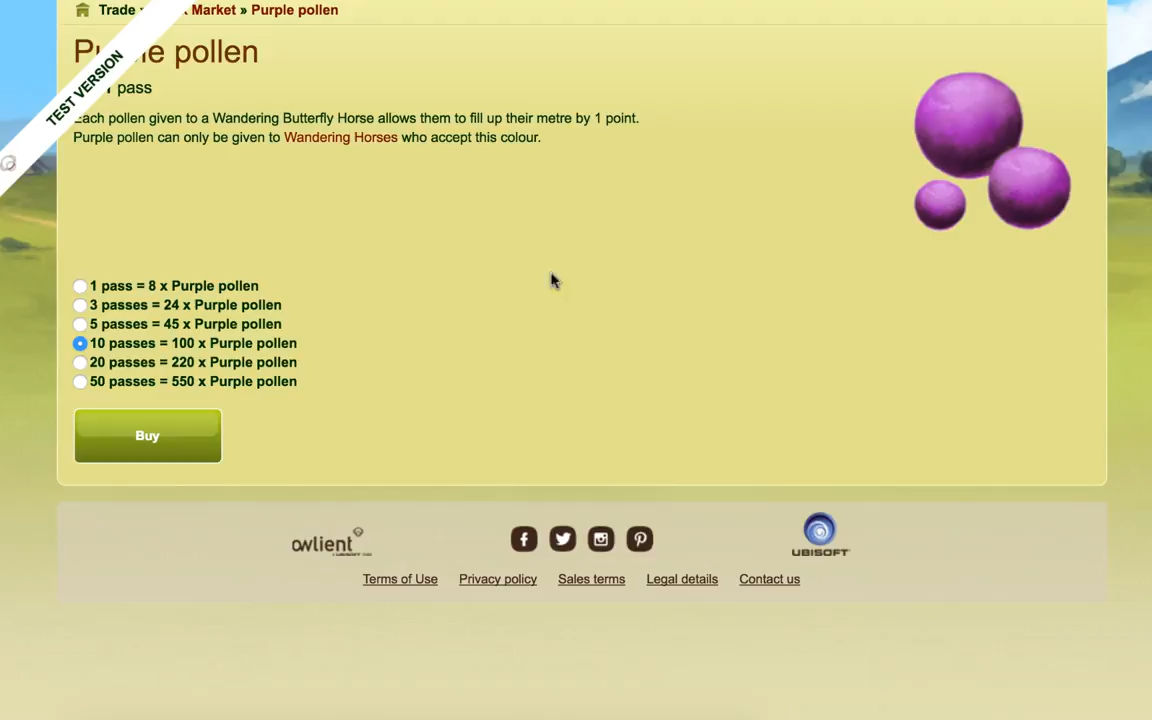 Trade » Market » Purple pollen
Purple pollen
pass
TEST VERSION
Each pollen given to a Wandering Butterfly Horse allows them to fill up their metre by 1 point.
Purple pollen can only be given to Wandering Horses who accept this colour.
1 pass = 8 x Purple pollen
3 passes = 24 x Purple pollen
5 passes = 45 x Purple pollen
10 passes = 100 x Purple pollen
20 passes = 220 x Purple pollen
50 passes = 550 x Purple pollen
Buy
owlient
UBISOFT
Terms of Use Privacy policy Sales terms Legal details Contact us